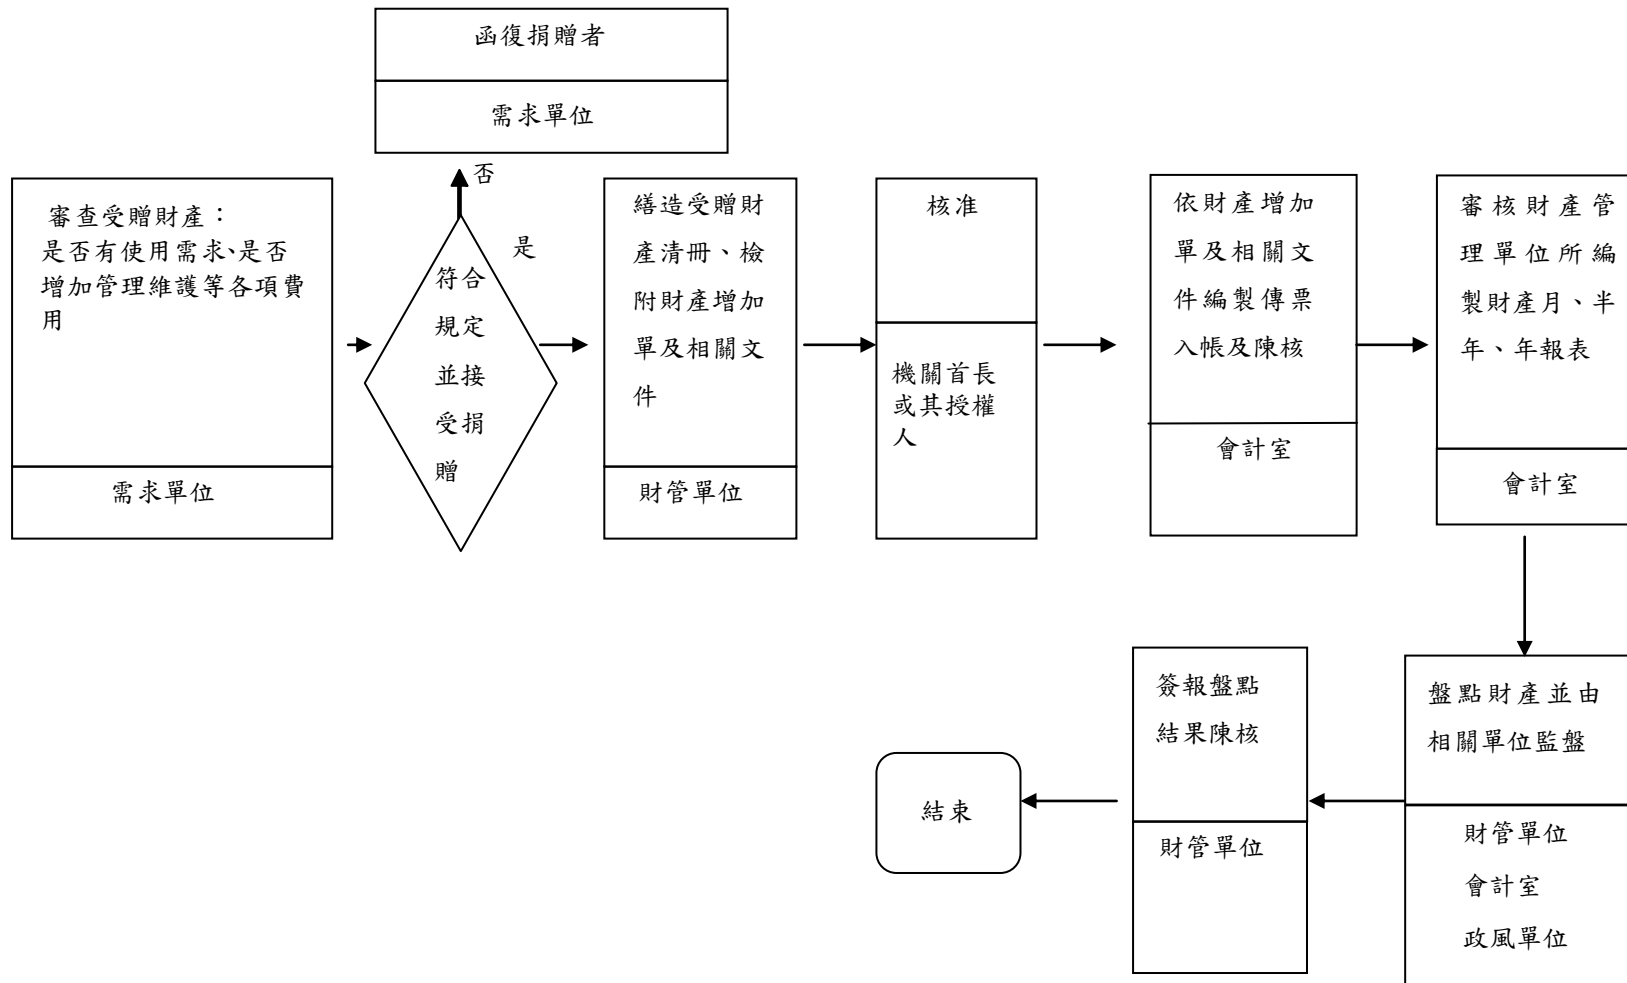 函復捐贈者
需求單位
審查受贈財產：
是否有使用需求、是否
增加管理維護等各項費
用
需求單位
否
是
符合
規定
並接
受捐
贈
繕造受贈財
產清冊、檢
附財產增加
單及相關文
件
財管單位
核准
機關首長
或其授權
人
依財產增加
單及相關文
件編製傳票
入帳及陳核
會計室
審核財產管
理單位所編
製財產月、半
年、年報表
會計室
盤點財產並由
相關單位監盤
財管單位
會計室
政風單位
簽報盤點
結果陳核
財管單位
結束